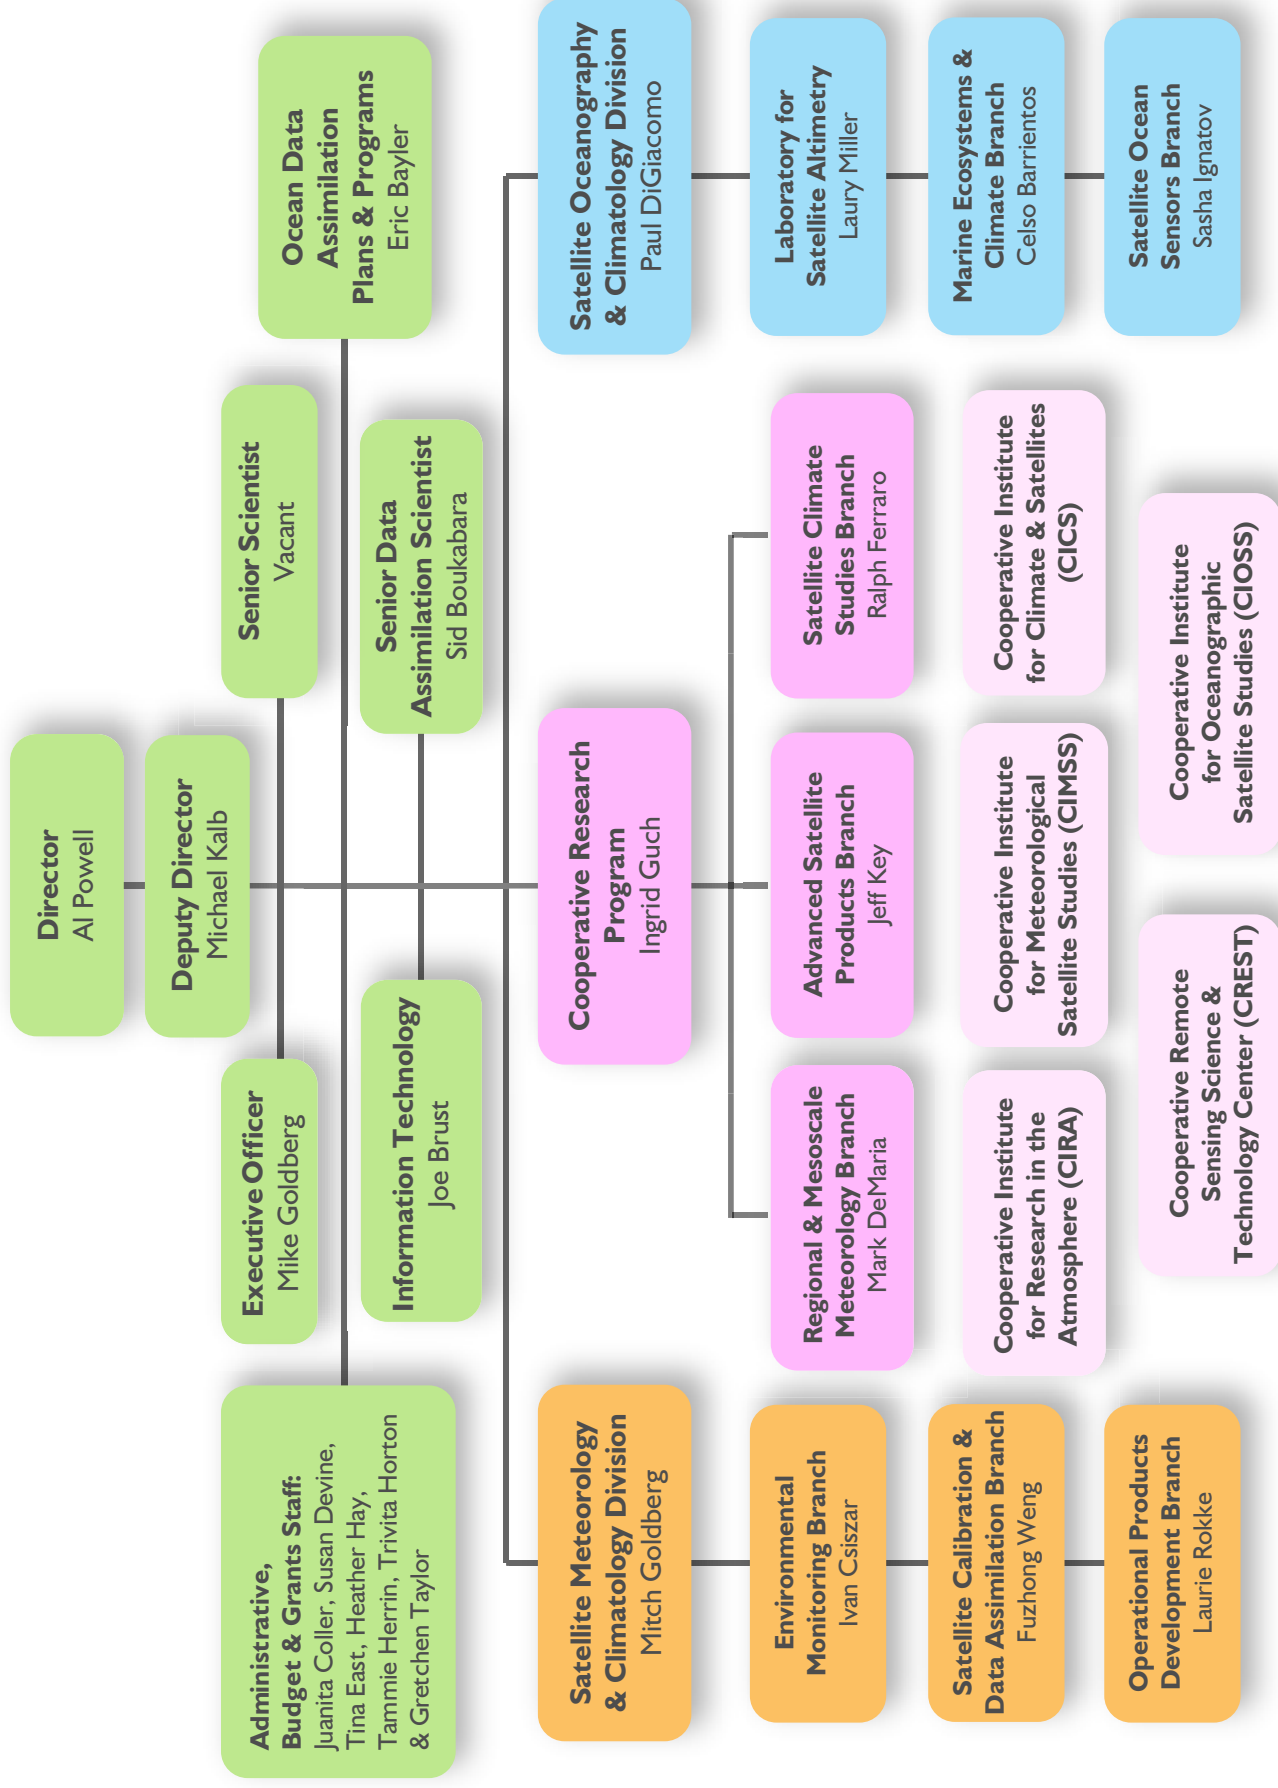 Director
Al Powell
Deputy Director
Michael Kalb
Executive Officer
Mike Goldberg
Senior Scientist
Vacant
Administrative,
Budget & Grants Staff:
Juanita Coller, Susan Devine,
Tina East, Heather Hay,
Tammie Herrin, Trivita Horton
& Gretchen Taylor
Ocean Data
Assimilation
Plans & Programs
Eric Bayler
Information Technology
Joe Brust
Senior Data
Assimilation Scientist
Sid Boukabara
Satellite Meteorology
& Climatology Division
Mitch Goldberg
Cooperative Research
Program
Ingrid Guch
Satellite Oceanography
& Climatology Division
Paul DiGiacomo
Environmental
Monitoring Branch
Ivan Csiszar
Regional & Mesoscale
Meteorology Branch
Mark DeMaria
Advanced Satellite
Products Branch
Jeff Key
Satellite Climate
Studies Branch
Ralph Ferraro
Laboratory for
Satellite Altimetry
Laury Miller
Satellite Calibration &
Data Assimilation Branch
Fuzhong Weng
Cooperative Institute
for Research in the
Atmosphere (CIRA)
Cooperative Institute
for Meteorological
Satellite Studies (CIMSS)
Cooperative Institute
for Climate & Satellites
(CICS)
Marine Ecosystems &
Climate Branch
Celso Barrientos
Operational Products
Development Branch
Laurie Rokke
Cooperative Remote
Sensing Science &
Technology Center (CREST)
Cooperative Institute
for Oceanographic
Satellite Studies (CIOSS)
Satellite Ocean
Sensors Branch
Sasha Ignatov